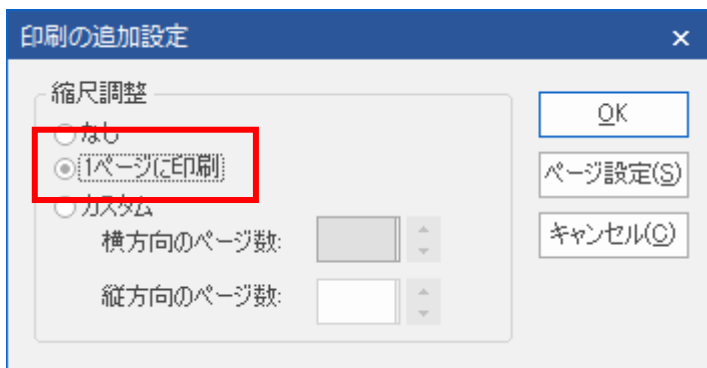 印刷の追加設定
縮尺調整
なし
1ページに印刷
カスタム
横方向のページ数:
縦方向のページ数:
OK
ページ設定(S)
キャンセル(C)